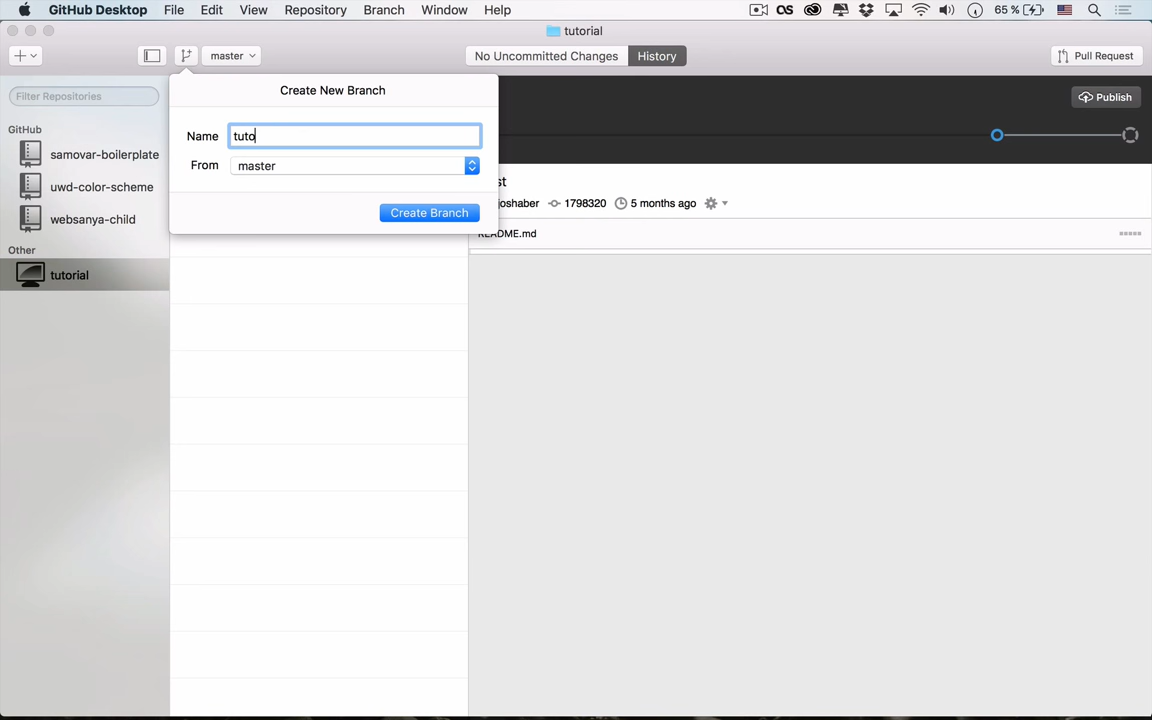 GitHub Desktop File Edit View Repository Branch Window Help 65 %
tutorial
master No Uncommitted Changes History Pull Request
Filter Repositories
Create New Branch
Publish
GitHub
Name tuto
samovar-boilerplate
From master
st
uwd-color-scheme
joshaber 1798320 5 months ago
Create Branch
websanya-child
README.md
Other
tutorial